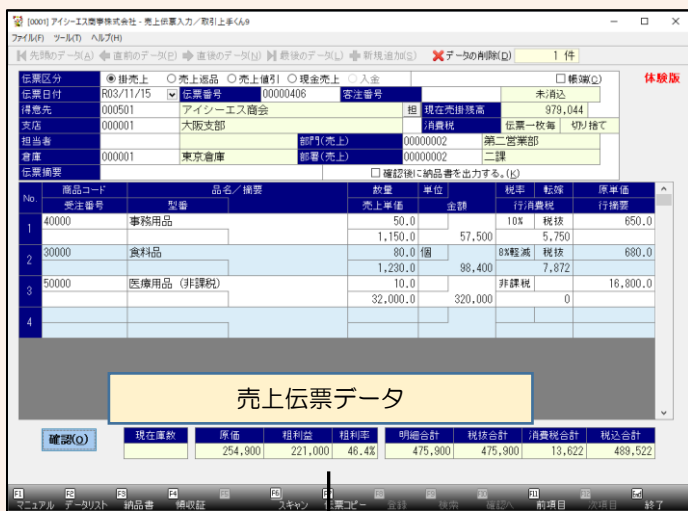 [0001] アイシーエス商事株式会社 - 売上伝票入力／取引上手くん9
ファイル(F) ツール(T) ヘルプ(H)
先頭のデータ(A) 直前のデータ(P) 直後のデータ(N) 最後のデータ(L) 新規追加(S) データの削除(D) 1 件
伝票区分 掛売上 売上返品 売上値引 現金売上 入金 帳端(C) 体験版
伝票日付 R03/11/15 伝票番号 00000406 客注番号 未消込
得意先 000501 アイシーエス商会 担 現在売掛残高 979,044
支店 000001 大阪支部 消費税 伝票一枚毎 切り捨て
担当者 部門(売上) 00000002 第二営業部
倉庫 000001 東京倉庫 部署(売上) 00000002 二課
伝票摘要 確認後に納品書を出力する。(K)
No. 商品コード 品名／摘要 数量 単位 税率 転嫁 原単価
受注番号 型番 売上単価 金額 行消費税 行摘要
1 40000 事務用品 50.0 10% 税抜 650.0
1,150.0 57,500 5,750
2 30000 食料品 80.0 個 8%軽減 税抜 680.0
1,230.0 98,400 7,872
3 50000 医療用品（非課税） 10.0 非課税 16,800.0
32,000.0 320,000 0
4
売上伝票データ
確認(O) 現在庫数 原価 粗利益 粗利率 明細合計 税抜合計 消費税合計 税込合計
254,900 221,000 46.4% 475,900 475,900 13,622 489,522
F1 F2 F3 F4 F5 F6 F11 End
マニュアル データリスト 納品書 領収証 スキャン 伝票コピー 登録 検索 確認へ 前項目 次項目 終了